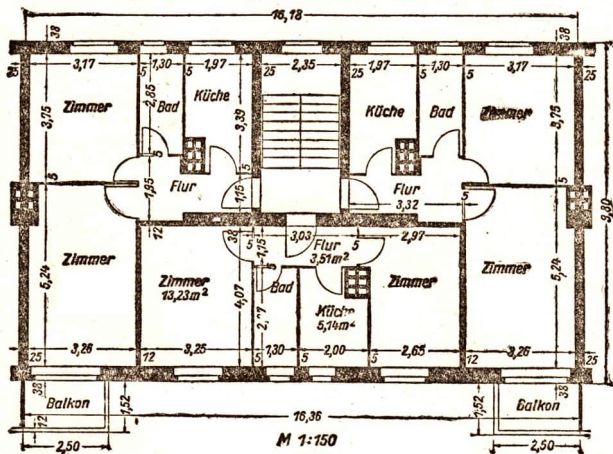 16,18
38 38
25 3,17 5 1,30 5 1,97 25 2,35 25 1,97 5 1,30 5 3,17 25
Zimmer 2,85 Bad Küche Küche Bad Zimmer
3,75 3,39 3,75
5 5 5 5
1,95 Flur 1,15 Flur
3,32 5
9,80
12 38 1,15 3,03 5 2,97
Flur
3,51m²
Zimmer Zimmer Bad Zimmer Zimmer
13,23m² Küche
5,14m²
5,24 4,07 5,24
25 3,26 12 3,25 5 1,30 5 2,00 5 2,65 12 3,26 25
38 38
Balkon 1,52 1,52 Balkon
12 16,36
2,50 M 1:150 2,50